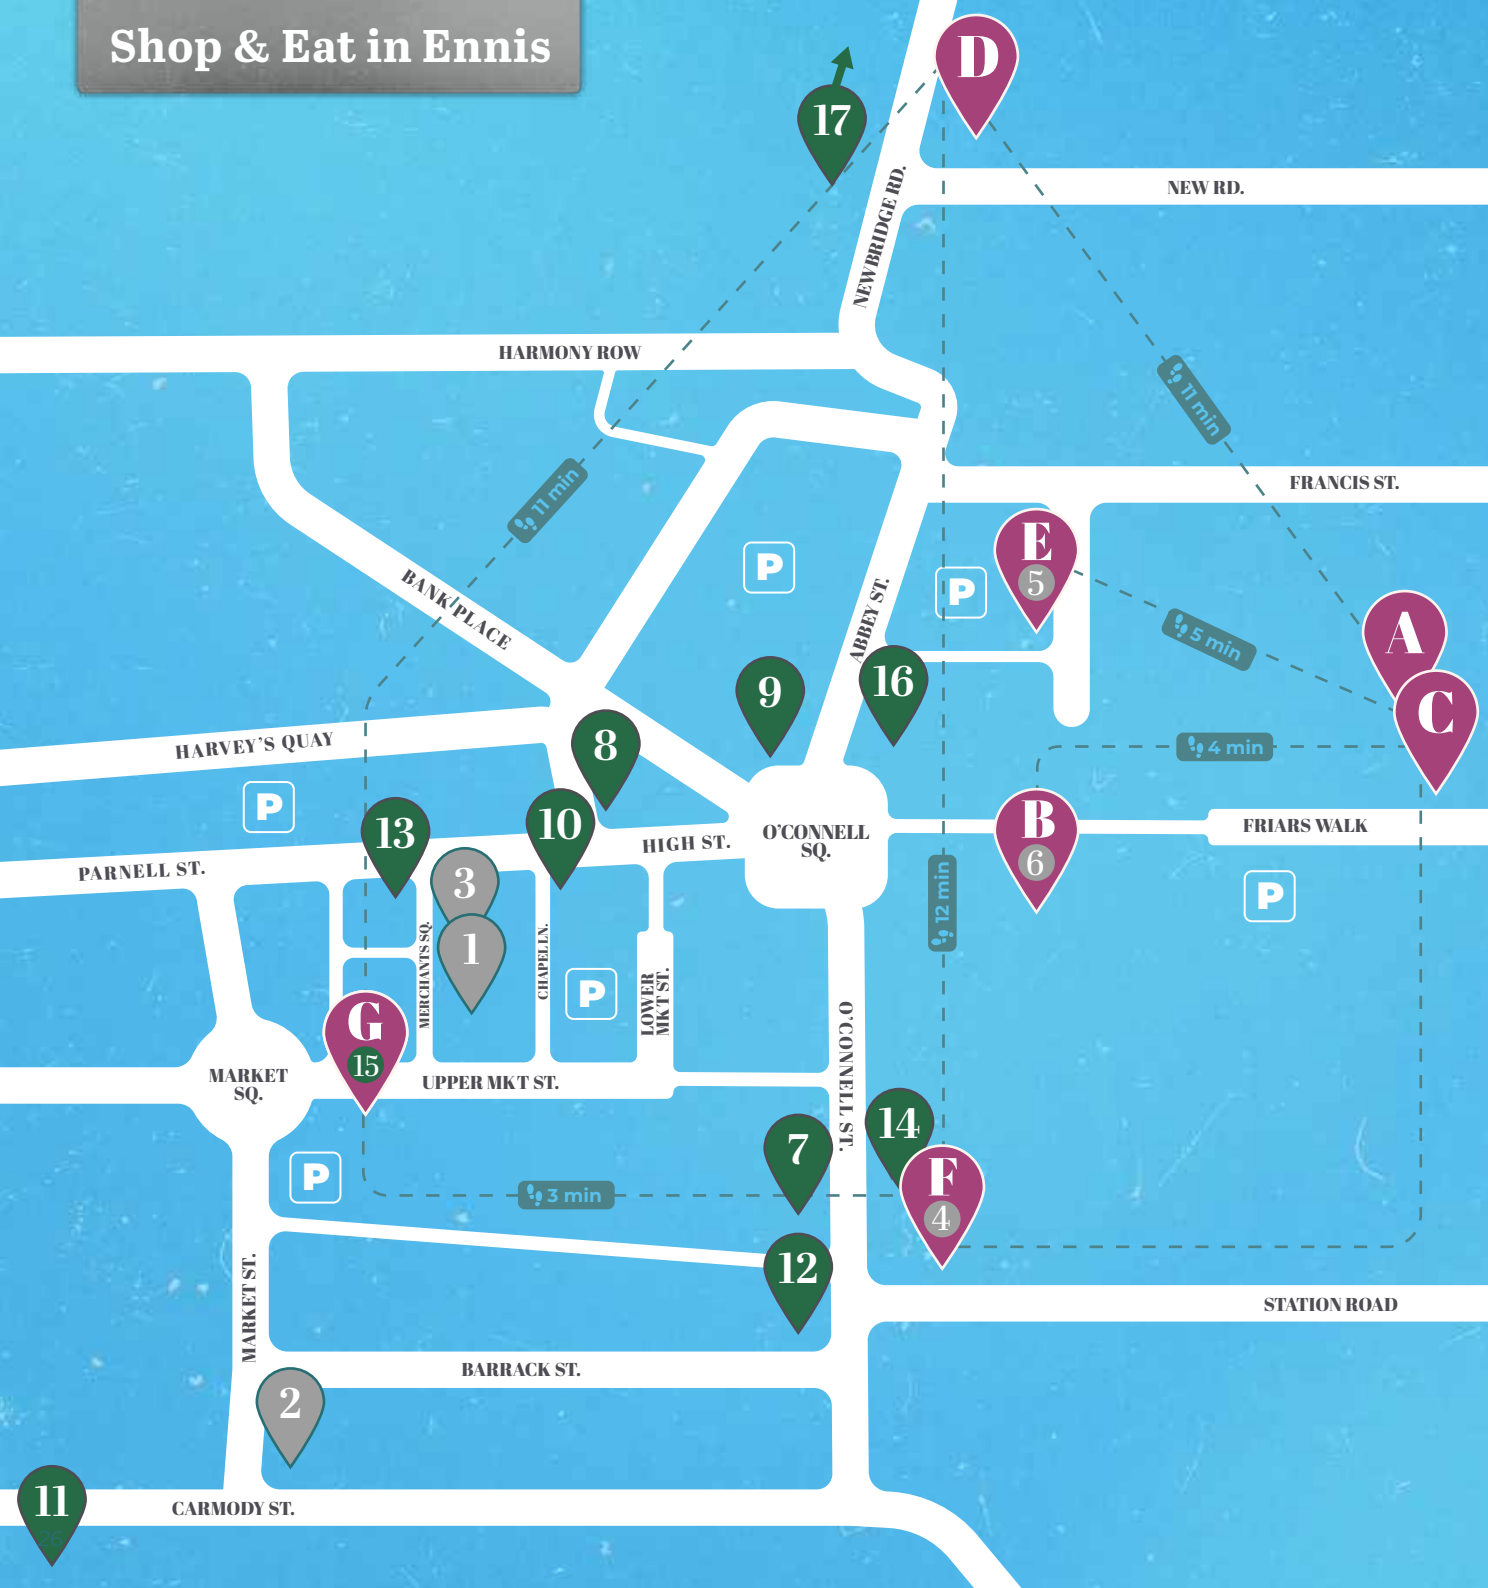 Shop & Eat in Ennis
D
17
NEW RD.
NEWBRIDGE RD.
HARMONY ROW
11 min
11 min
FRANCIS ST.
E
5
P
P
BANK PLACE
ABBEY ST.
5 min
A
C
16
9
8
HARVEY'S QUAY
4 min
P
13
10
HIGH ST.
O'CONNELL
SQ.
B
6
FRIARS WALK
PARNELL ST.
3
1
P
12 min
MERCHANTS SQ.
CHAPEL LN.
P
LOWER
MKT ST.
G
15
O'CONNELL ST.
MARKET
SQ.
UPPER MKT ST.
7
14
P
F
4
3 min
12
MARKET ST.
STATION ROAD
BARRACK ST.
2
11
26
CARMODY ST.